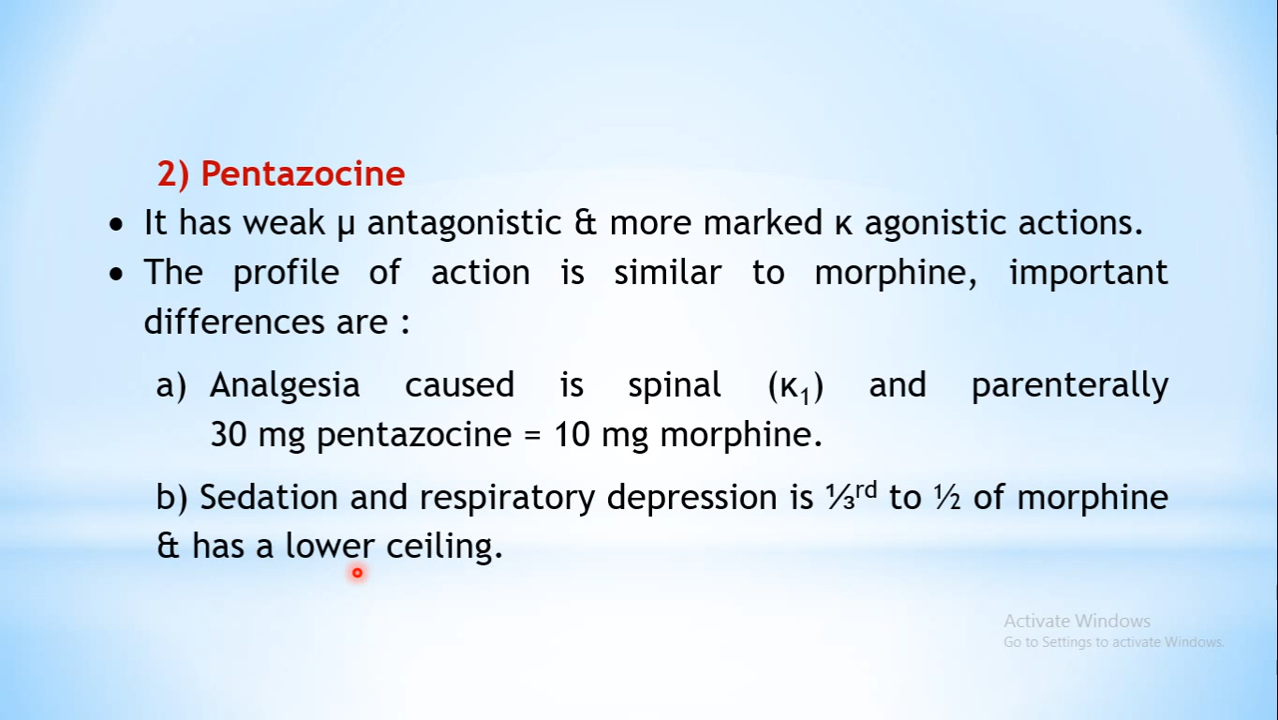 2) Pentazocine
• It has weak μ antagonistic & more marked κ agonistic actions.
• The profile of action is similar to morphine, important
differences are :
a) Analgesia caused is spinal (κ₁) and parenterally
30 mg pentazocine = 10 mg morphine.
b) Sedation and respiratory depression is ⅓ʳᵈ to ½ of morphine
& has a lower ceiling.
Activate Windows
Go to Settings to activate Windows.